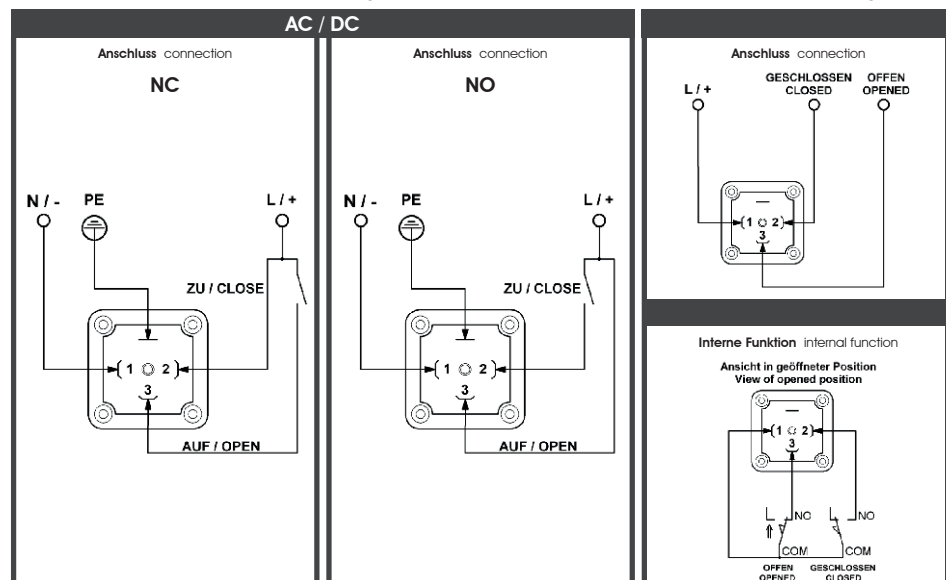 AC / DC
Anschluss connection
NC
N / -
PE
L / +
ZU / CLOSE
1 2
3
AUF / OPEN
Anschluss connection
NO
N / -
PE
L / +
ZU / CLOSE
1 2
3
AUF / OPEN
Anschluss connection
L / +
GESCHLOSSEN
CLOSED
OFFEN
OPENED
1 2
3
Interne Funktion internal function
Ansicht in geöffneter Position
View of opened position
1 2
3
NO
NO
COM
COM
OFFEN
OPENED
GESCHLOSSEN
CLOSED